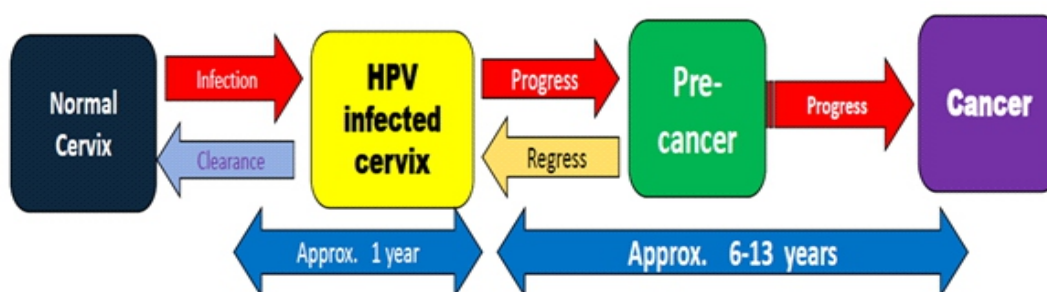 Normal
Cervix
Infection
Clearance
HPV
infected
cervix
Progress
Regress
Pre-
cancer
Progress
Cancer
Approx. 1 year
Approx. 6-13 years